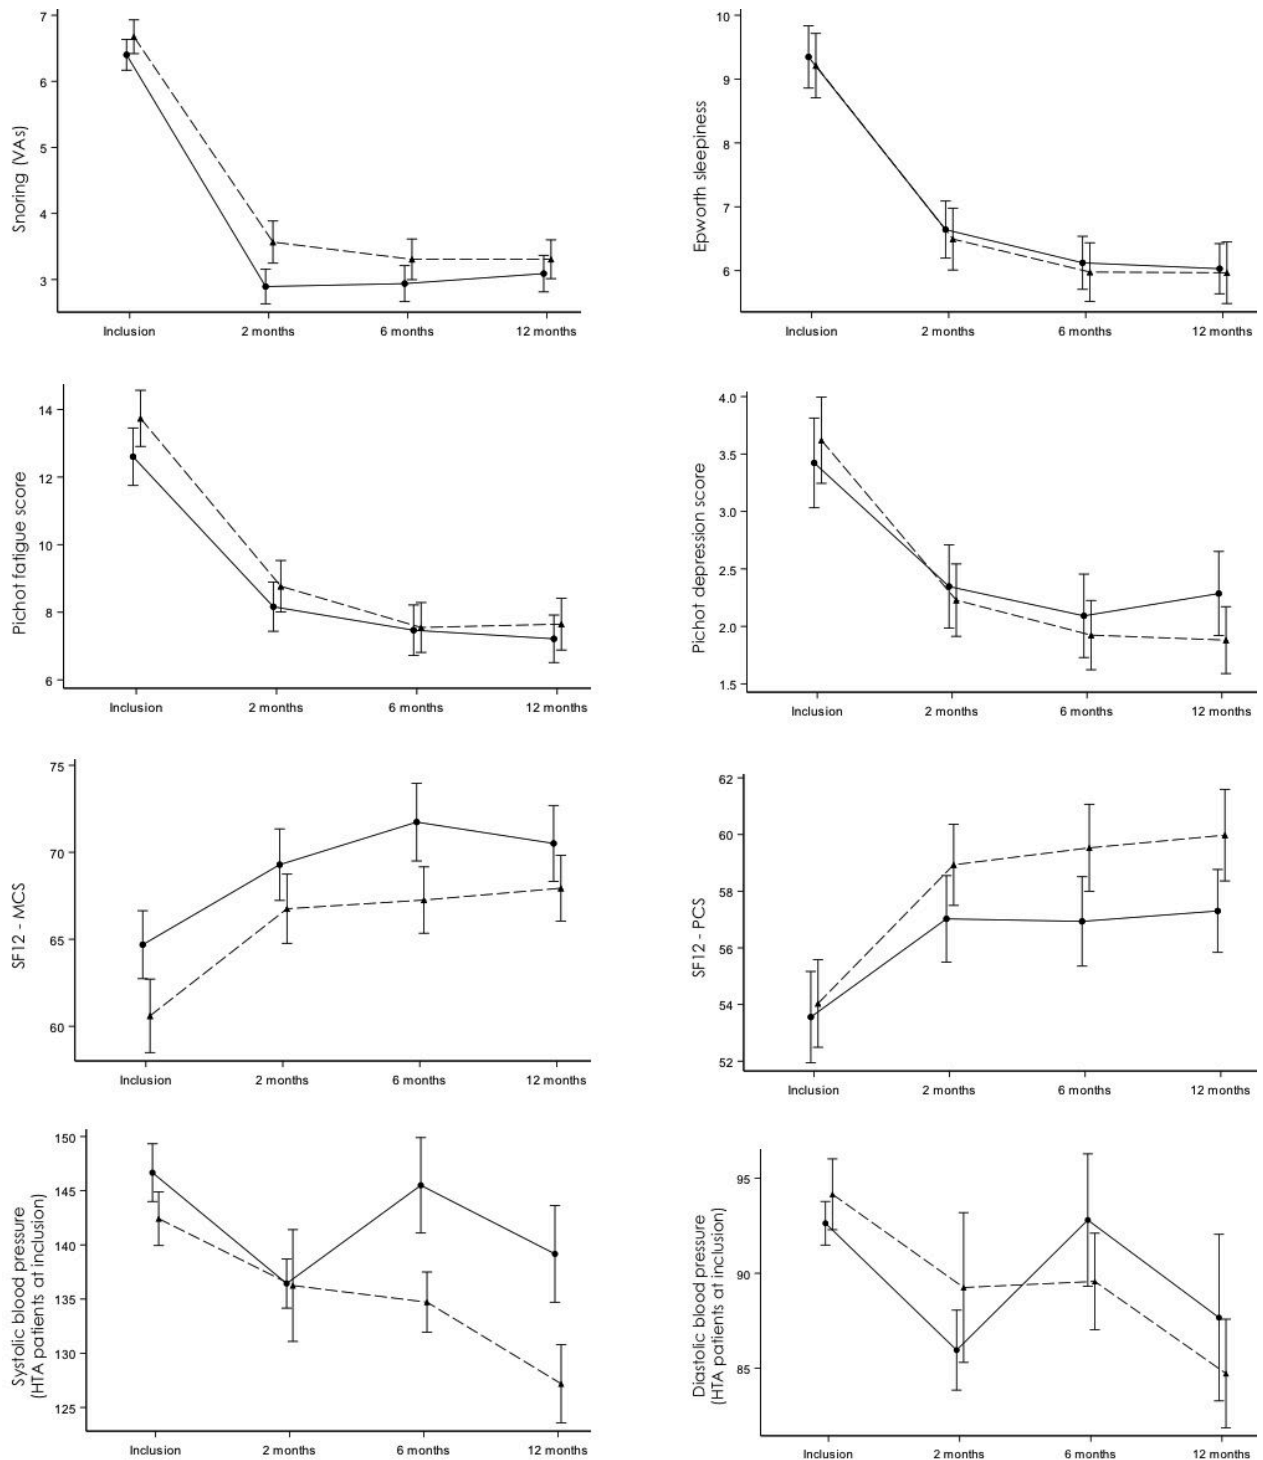 Snoring (VAs)
7
6
5
4
3
Inclusion
2 months
6 months
12 months
Epworth sleepiness
10
9
8
7
6
Inclusion
2 months
6 months
12 months
Pichot fatigue score
14
12
10
8
6
Inclusion
2 months
6 months
12 months
Pichot depression score
4.0
3.5
3.0
2.5
2.0
1.5
Inclusion
2 months
6 months
12 months
SF12 - MCS
75
70
65
60
Inclusion
2 months
6 months
12 months
SF12 - PCS
62
60
58
56
54
52
Inclusion
2 months
6 months
12 months
Systolic blood pressure
(HTA patients at inclusion)
150
145
140
135
130
125
Inclusion
2 months
6 months
12 months
Diastolic blood pressure
(HTA patients at inclusion)
95
90
85
Inclusion
2 months
6 months
12 months